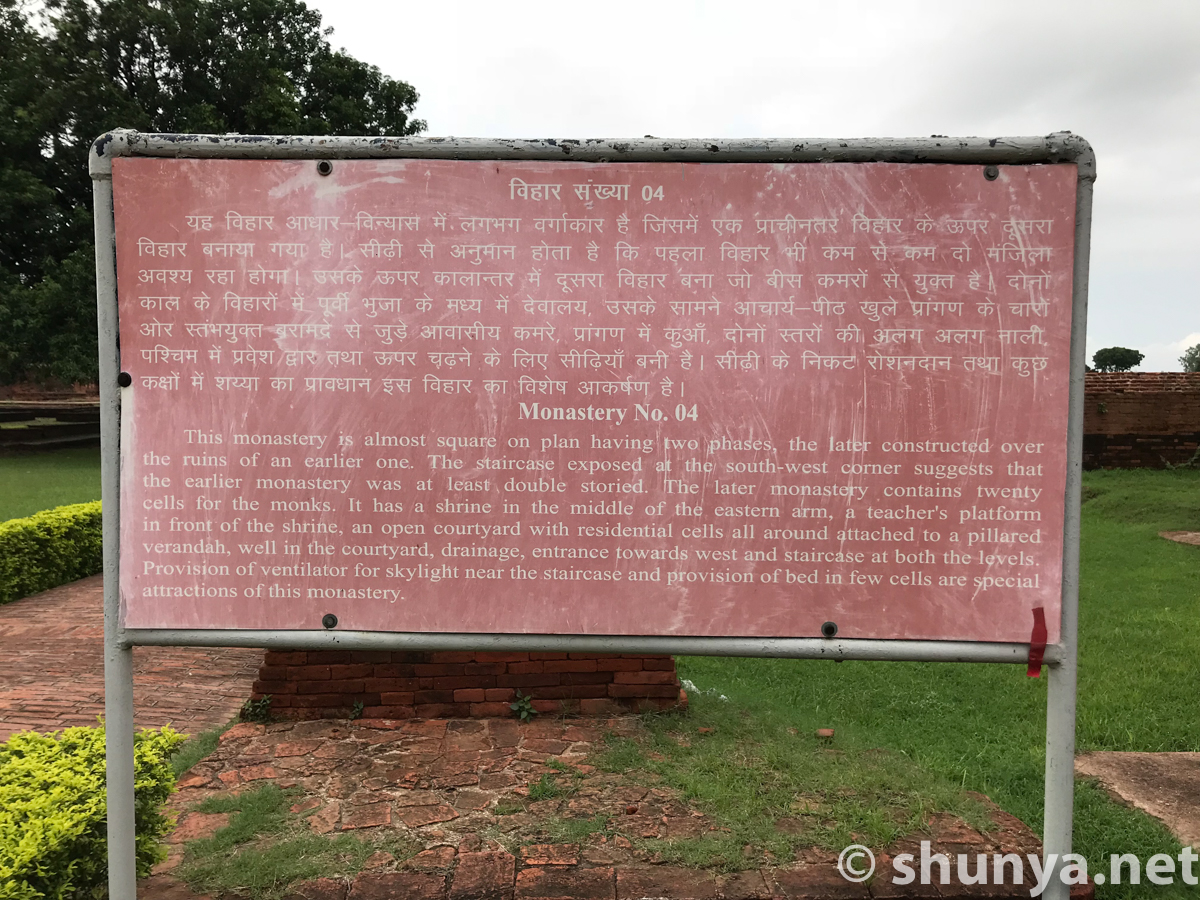 विहार संख्या 04
यह विहार आधार–विन्यास में लगभग वर्गाकार है जिसमें एक प्राचीनतर विहार के ऊपर दूसरा
विहार बनाया गया है। सीढ़ी से अनुमान होता है कि पहला विहार भी कम से कम दो मंजिला
अवश्य रहा होगा। उसके ऊपर कालान्तर में दूसरा विहार बना जो बीस कमरों से युक्त है। दोनों
काल के विहारों में पूर्वी भुजा के मध्य में देवालय, उसके सामने आचार्य–पीठ खुले प्रांगण के चारों
ओर स्तंभयुक्त बरामदे से जुड़े आवासीय कमरे, प्रांगण में कुआँ, दोनों स्तरों की अलग अलग नाली,
पश्चिम में प्रवेश द्वार तथा ऊपर चढ़ने के लिए सीढ़ियाँ बनी है। सीढ़ी के निकट रोशनदान तथा कुछ
कक्षों में शय्या का प्रावधान इस विहार का विशेष आकर्षण है।
Monastery No. 04
This monastery is almost square on plan having two phases, the later constructed over
the ruins of an earlier one. The staircase exposed at the south-west corner suggests that
the earlier monastery was at least double storied. The later monastery contains twenty
cells for the monks. It has a shrine in the middle of the eastern arm, a teacher's platform
in front of the shrine, an open courtyard with residential cells all around attached to a pillared
verandah, well in the courtyard, drainage, entrance towards west and staircase at both the levels.
Provision of ventilator for skylight near the staircase and provision of bed in few cells are special
attractions of this monastery.
© shunya.net